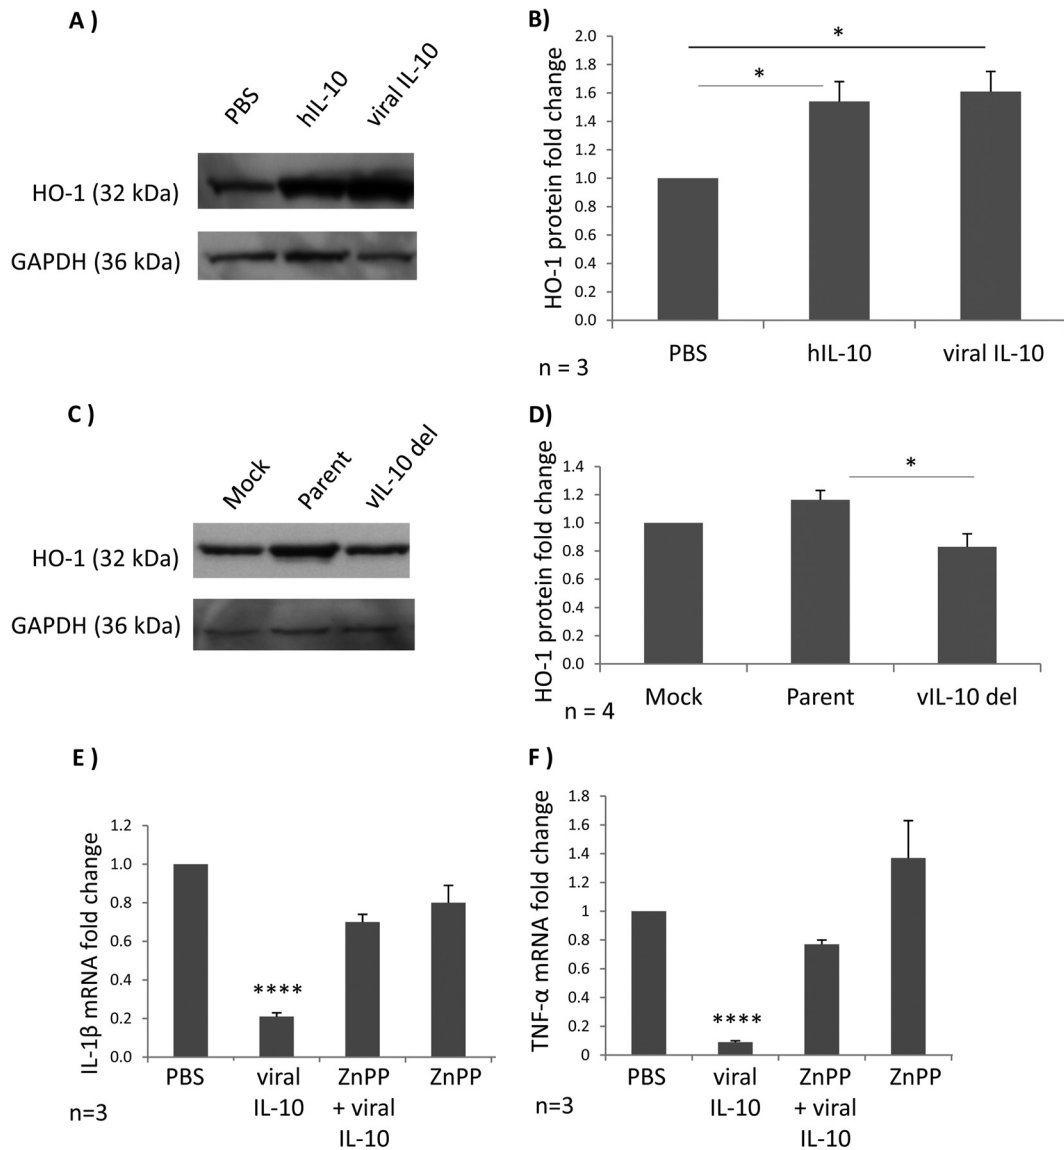 A )
PBS
hIL-10
viral IL-10
HO-1 (32 kDa)
GAPDH (36 kDa)
B)
HO-1 protein fold change
2.0
1.8
1.6
1.4
1.2
1.0
0.8
0.6
0.4
0.2
0.0
*
*
PBS
hIL-10
viral IL-10
n = 3
C )
Mock
Parent
vIL-10 del
HO-1 (32 kDa)
GAPDH (36 kDa)
D)
HO-1 protein fold change
1.4
1.2
1.0
0.8
0.6
0.4
0.2
0.0
*
Mock
Parent
vIL-10 del
n = 4
E )
IL-1β mRNA fold change
1.2
1.0
0.8
0.6
0.4
0.2
0.0
****
PBS
viral
IL-10
ZnPP
+ viral
IL-10
ZnPP
n=3
F )
TNF-α mRNA fold change
1.8
1.6
1.4
1.2
1
0.8
0.6
0.4
0.2
0
****
PBS
viral
IL-10
ZnPP
+ viral
IL-10
ZnPP
n=3